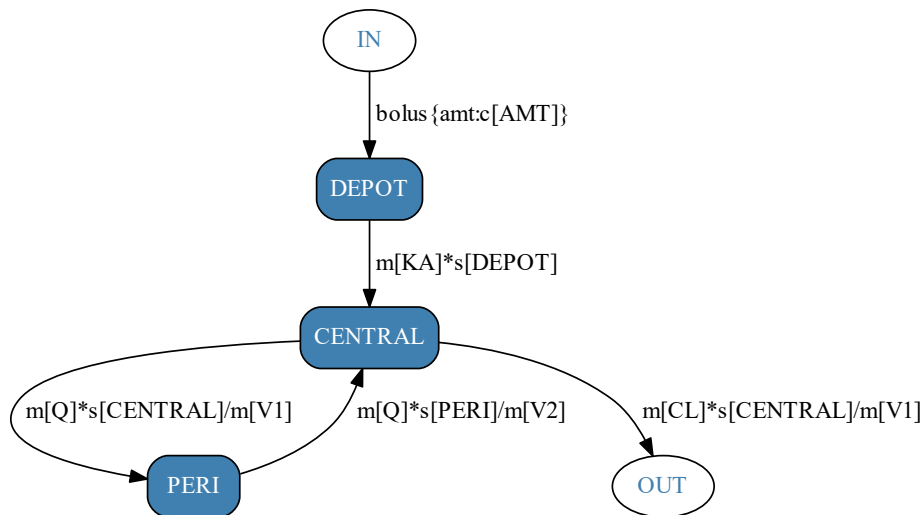 IN
bolus{amt:c[AMT]}
DEPOT
m[KA]*s[DEPOT]
CENTRAL
m[Q]*s[CENTRAL]/m[V1]
m[Q]*s[PERI]/m[V2]
m[CL]*s[CENTRAL]/m[V1]
PERI
OUT